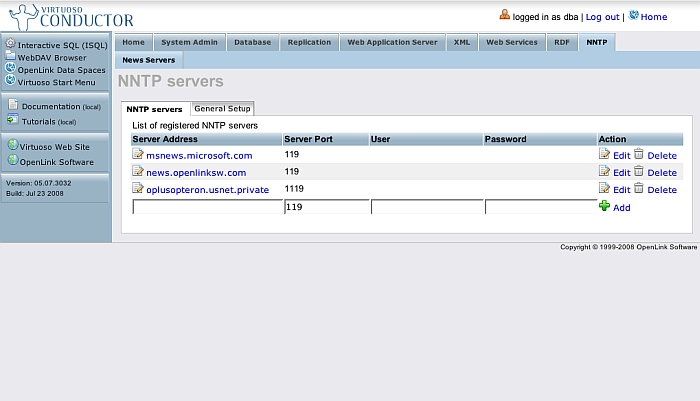 VIRTUOSO
CONDUCTOR
logged in as dba | Log out | Home
Interactive SQL (ISQL)
WebDAV Browser
OpenLink Data Spaces
Virtuoso Start Menu
Documentation (local)
Tutorials (local)
Virtuoso Web Site
OpenLink Software
Version: 05.07.3032
Build: Jul 23 2008
Home System Admin Database Replication Web Application Server XML Web Services RDF NNTP
News Servers
NNTP servers
NNTP servers General Setup
List of registered NNTP servers
Server Address Server Port User Password Action
msnews.microsoft.com 119 Edit Delete
news.openlinksw.com 119 Edit Delete
oplusopteron.usnet.private 1119 Edit Delete
119 Add
Copyright © 1999-2008 OpenLink Software